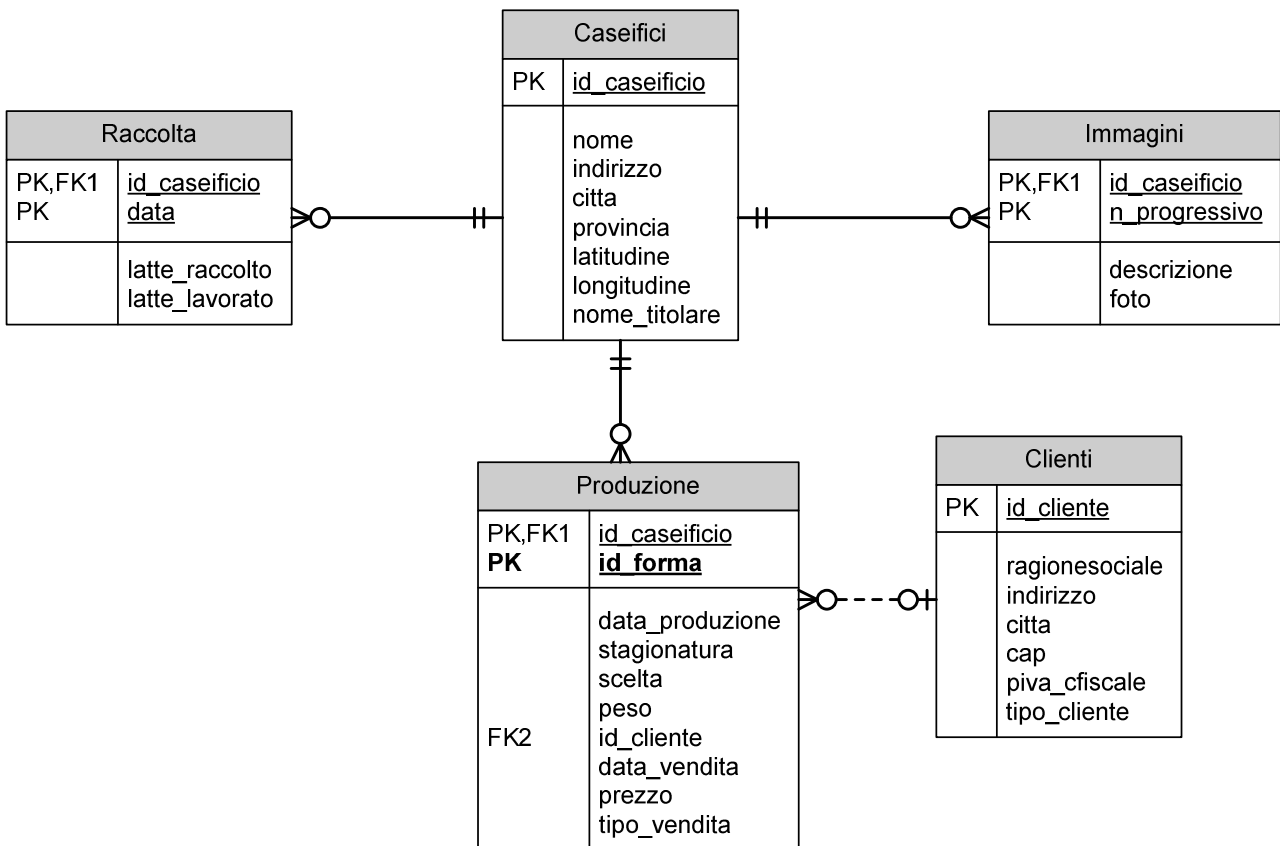 Caseifici
PK id_caseificio
nome
indirizzo
citta
provincia
latitudine
longitudine
nome_titolare
Raccolta
PK,FK1 id_caseificio
PK data
latte_raccolto
latte_lavorato
Immagini
PK,FK1 id_caseificio
PK n_progressivo
descrizione
foto
Produzione
PK,FK1 id_caseificio
PK id_forma
data_produzione
stagionatura
scelta
peso
FK2 id_cliente
data_vendita
prezzo
tipo_vendita
Clienti
PK id_cliente
ragionesociale
indirizzo
citta
cap
piva_cfiscale
tipo_cliente